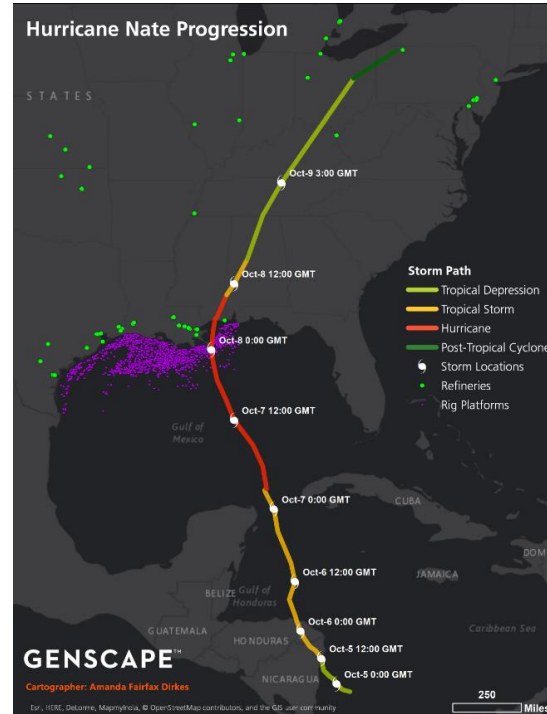 Hurricane Nate Progression
STATES
Oct-9 3:00 GMT
Oct-8 12:00 GMT
Storm Path
Tropical Depression
Tropical Storm
Hurricane
Post-Tropical Cyclone
Storm Locations
Refineries
Rig Platforms
Oct-8 0:00 GMT
Oct-7 12:00 GMT
Gulf of
Mexico
Oct-7 0:00 GMT
CUBA
Oct-6 12:00 GMT
JAMAICA
DOM
BELIZE
Gulf of
Honduras
Oct-6 0:00 GMT
Caribbean Sea
GUATEMALA
HONDURAS
Oct-5 12:00 GMT
GENSCAPE™
NICARAGUA
Oct-5 0:00 GMT
Cartographer: Amanda Fairfax Dirkes
250
Miles
Esri, HERE, DeLorme, MapmyIndia, © OpenStreetMap contributors, and the GIS user community